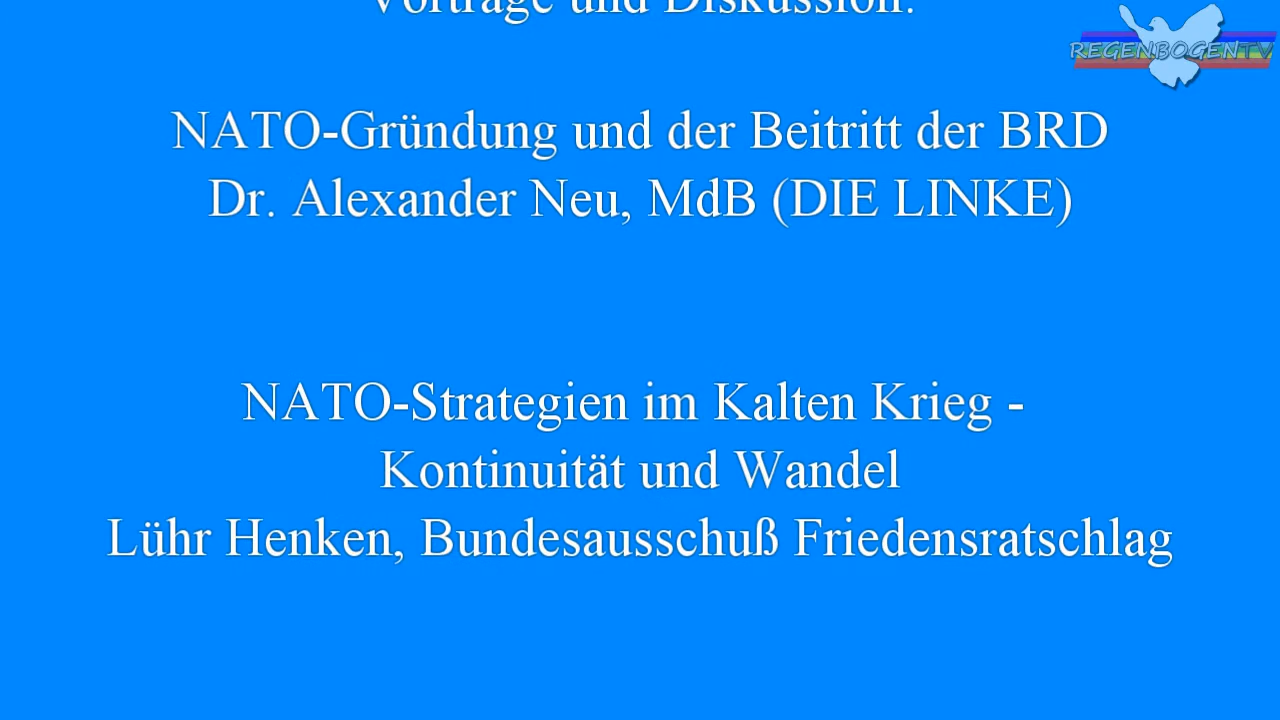 Vorträge und Diskussion:
REGENBOGENTV
NATO-Gründung und der Beitritt der BRD
Dr. Alexander Neu, MdB (DIE LINKE)
NATO-Strategien im Kalten Krieg -
Kontinuität und Wandel
Lühr Henken, Bundesausschuß Friedensratschlag